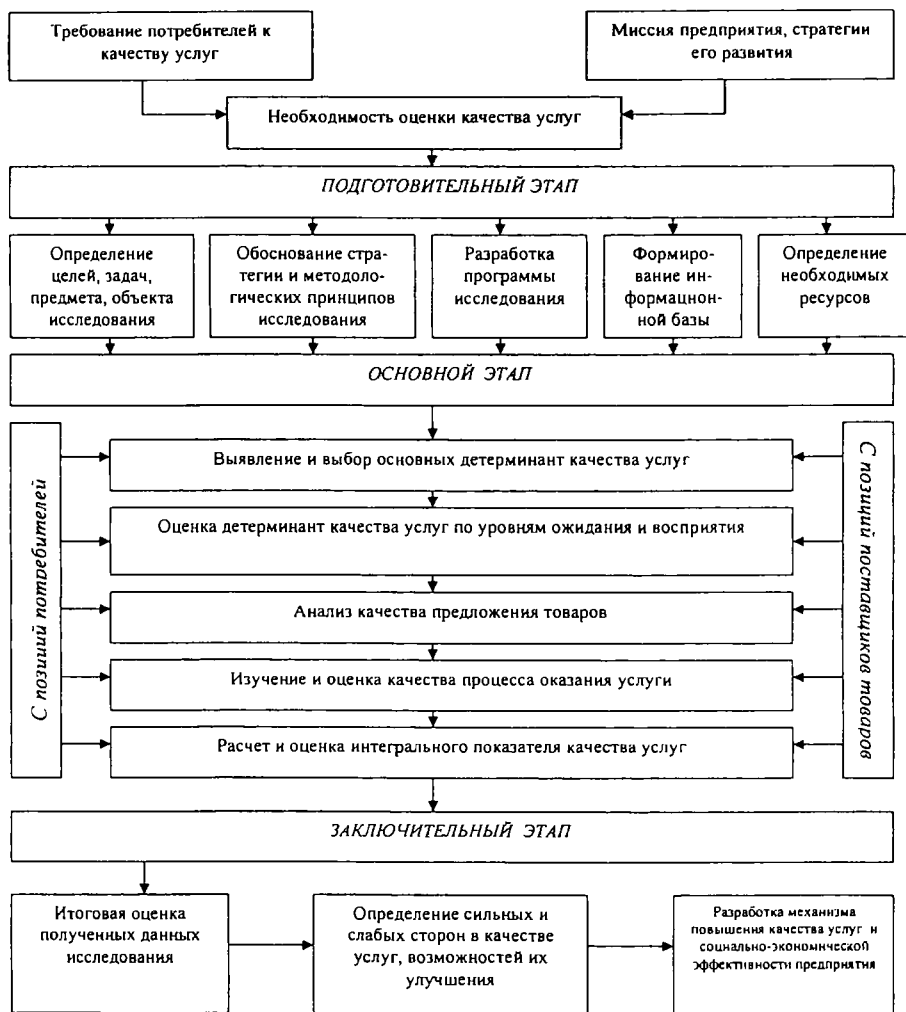 Требование потребителей к
качеству услуг
Миссия предприятия, стратегии
его развития
Необходимость оценки качества услуг
ПОДГОТОВИТЕЛЬНЫЙ ЭТАП
Определение
целей, задач,
предмета, объекта
исследования
Обоснование стра-
тегии и методоло-
гических принципов
исследования
Разработка
программы
исследования
Формиро-
вание ин-
формацион-
ной базы
Определение
необходимых
ресурсов
ОСНОВНОЙ ЭТАП
С позиций потребителей
Выявление и выбор основных детерминант качества услуг
Оценка детерминант качества услуг по уровням ожидания и восприятия
Анализ качества предложения товаров
Изучение и оценка качества процесса оказания услуги
Расчет и оценка интегрального показателя качества услуг
С позиций поставщиков товаров
ЗАКЛЮЧИТЕЛЬНЫЙ ЭТАП
Итоговая оценка
полученных данных
исследования
Определение сильных и
слабых сторон в качестве
услуг, возможностей их
улучшения
Разработка механизма
повышения качества услуг и
социально-экономической
эффективности предприятия